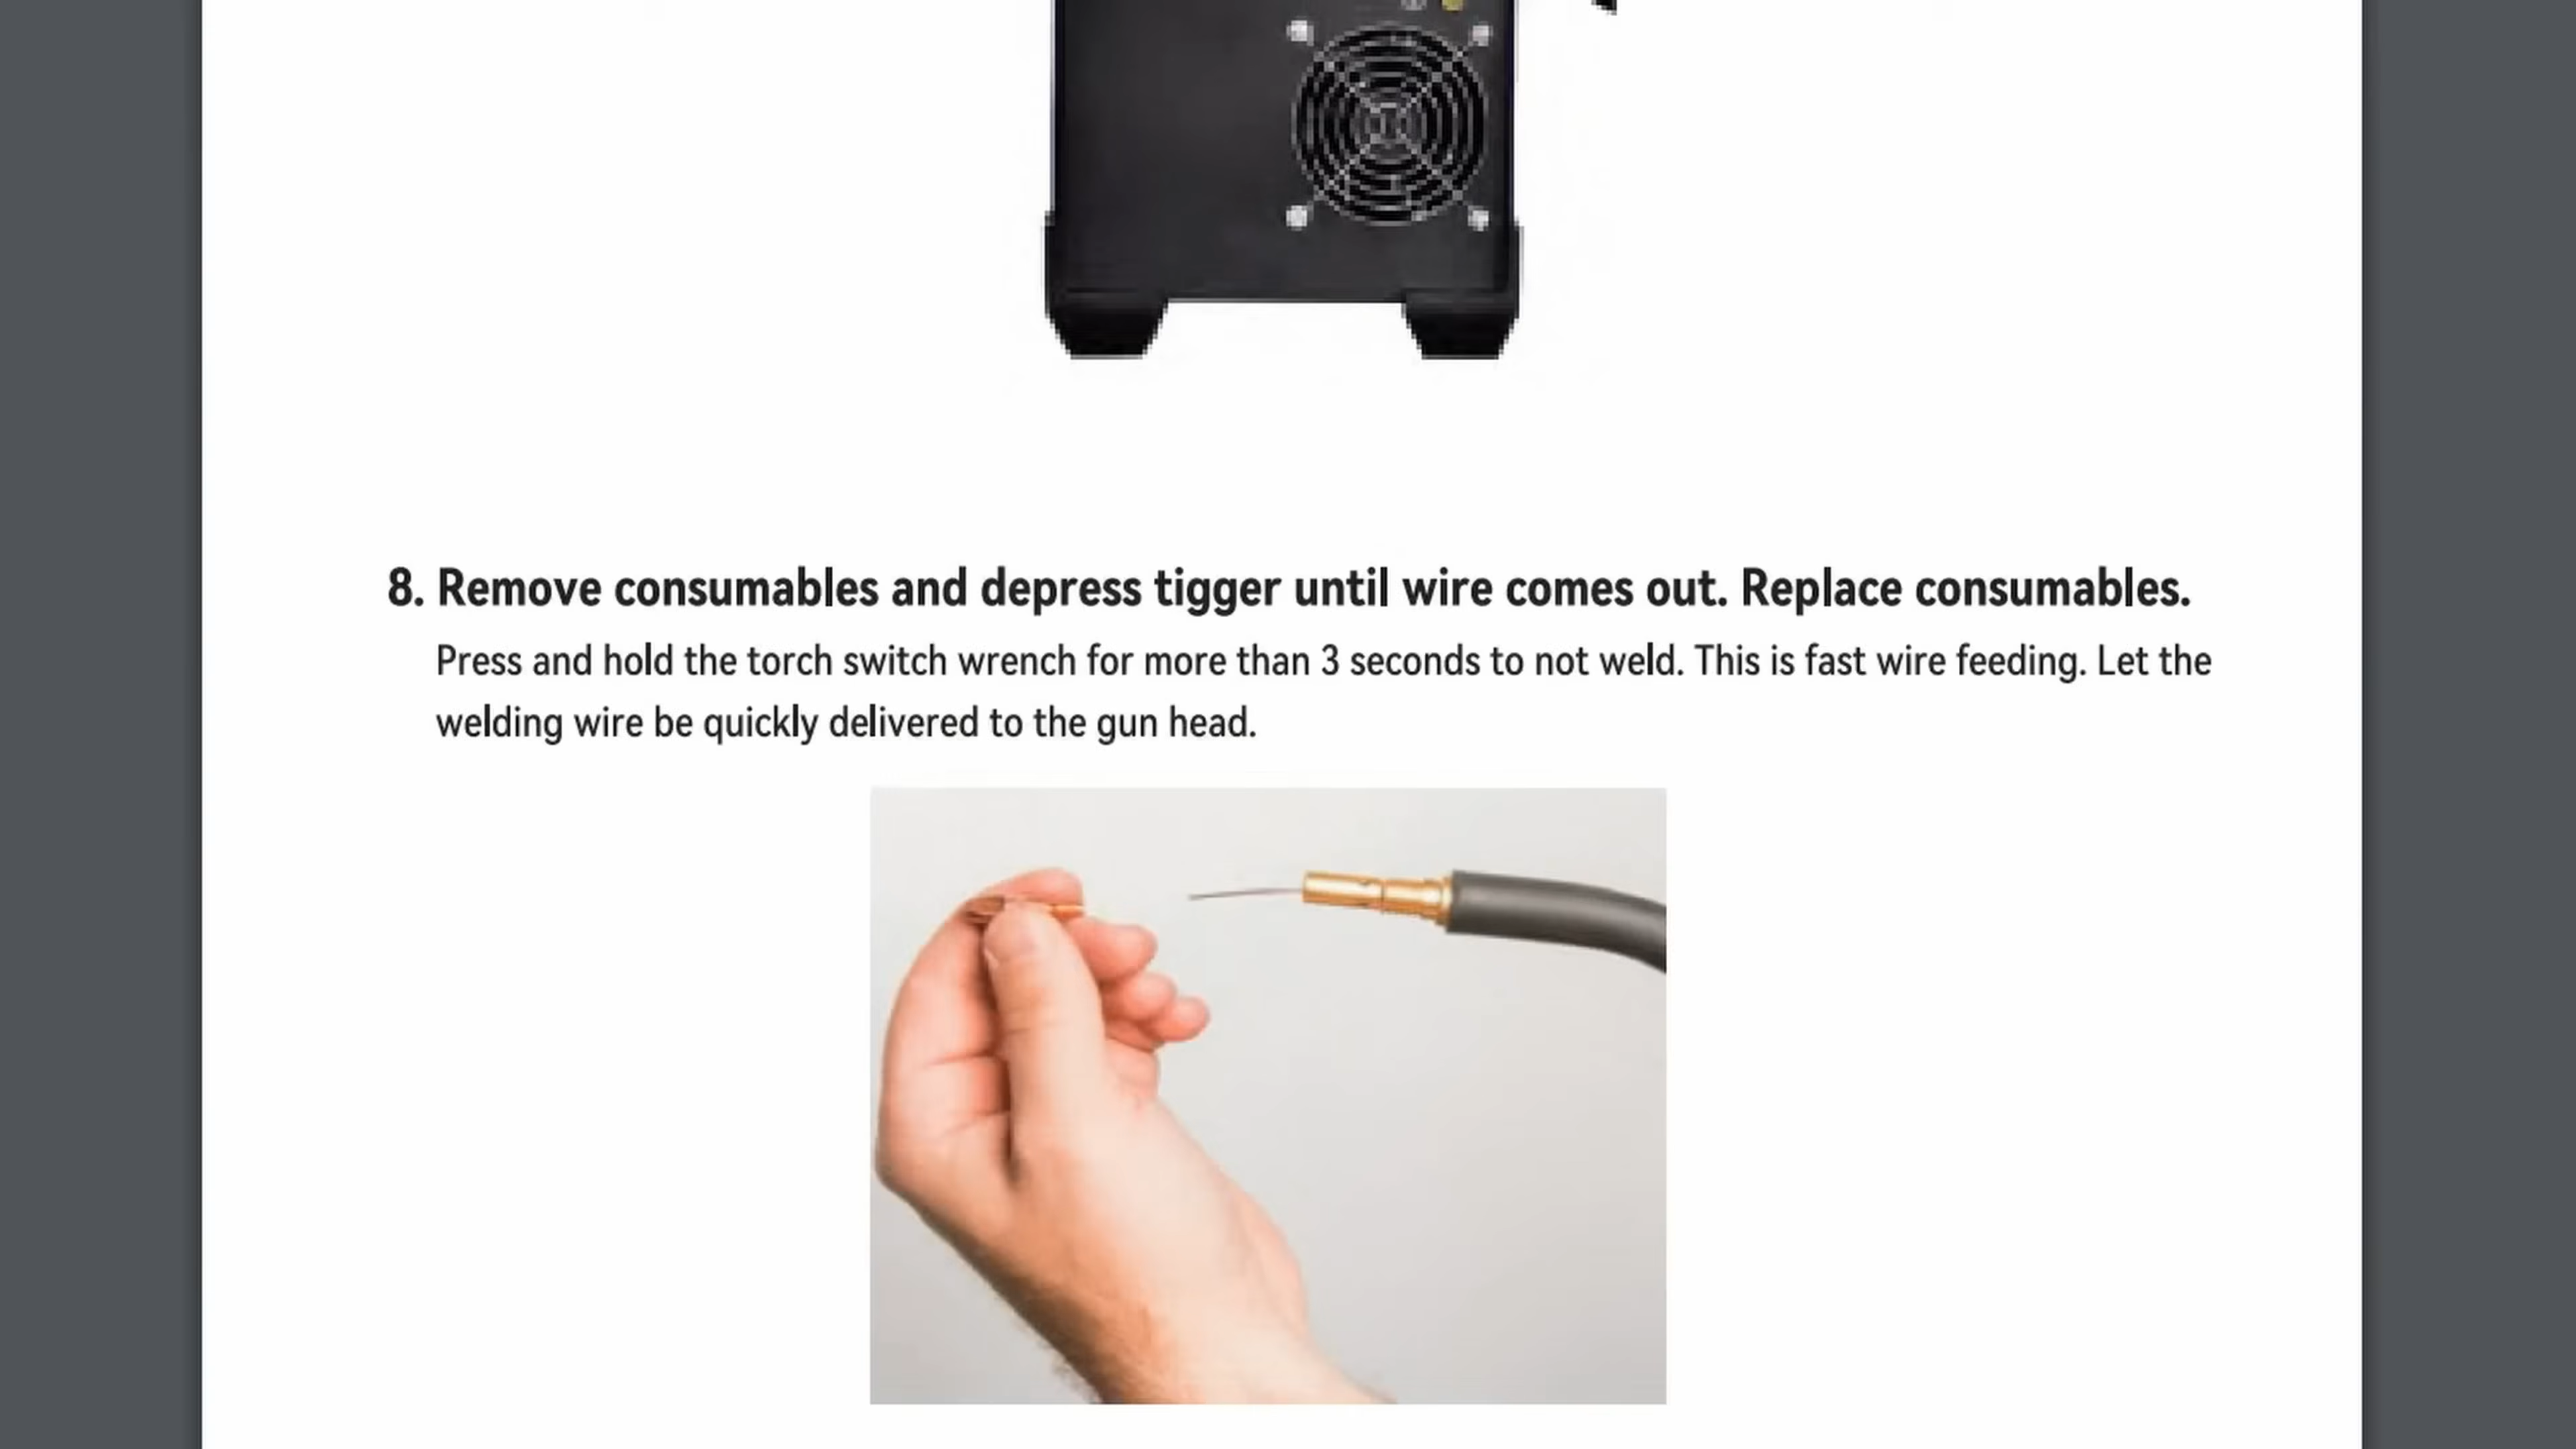 8. Remove consumables and depress tigger until wire comes out. Replace consumables.
Press and hold the torch switch wrench for more than 3 seconds to not weld. This is fast wire feeding. Let the
welding wire be quickly delivered to the gun head.